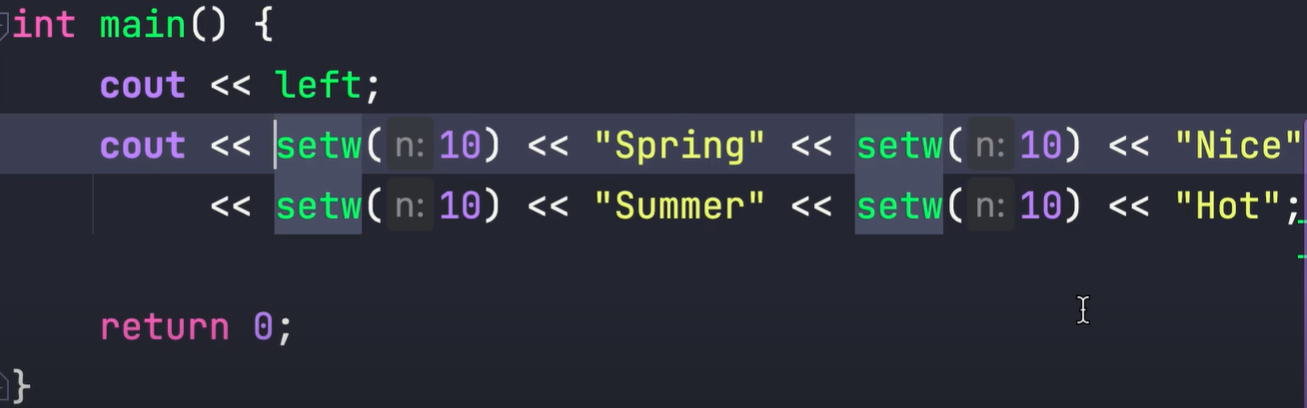 int main() {
    cout << left;
    cout << setw( n: 10) << "Spring" << setw( n: 10) << "Nice"
         << setw( n: 10) << "Summer" << setw( n: 10) << "Hot";

    return 0;
}